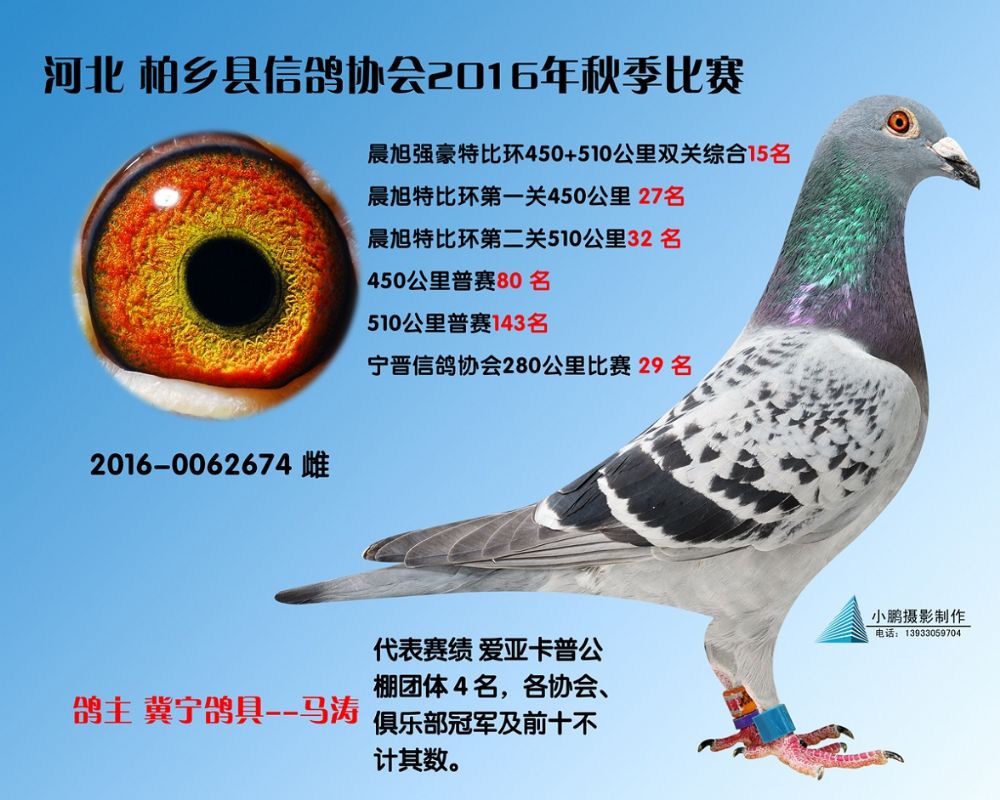 河北 柏乡县信鸽协会2016年秋季比赛
晨旭强豪特比环450+510公里双关综合15名
晨旭特比环第一关450公里 27名
晨旭特比环第二关510公里32 名
450公里普赛80 名
510公里普赛143名
宁晋信鸽协会280公里比赛 29 名
2016-0062674 雌
小鹏摄影制作
电话：13933059704
代表赛绩 爱亚卡普公
棚团体 4 名，各协会、
俱乐部冠军及前十不
计其数。
鸽主 冀宁鸽具--马涛